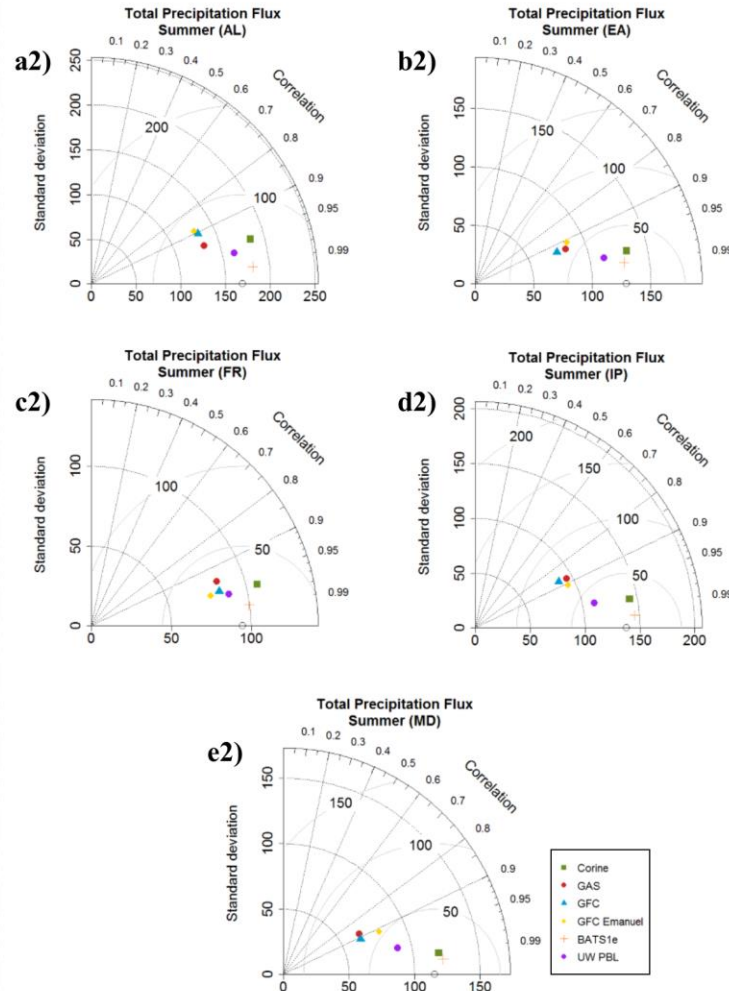 Total Precipitation Flux
Summer (AL)
a2)
0.1 0.2 0.3 0.4 0.5 0.6 0.7 0.8 0.9 0.95 0.99
Correlation
Standard deviation
0 50 100 150 200 250
200 100
0 50 100 150 200 250
Total Precipitation Flux
Summer (EA)
b2)
0.1 0.2 0.3 0.4 0.5 0.6 0.7 0.8 0.9 0.95 0.99
Correlation
Standard deviation
0 50 100 150
150 100 50
0 50 100 150
Total Precipitation Flux
Summer (FR)
c2)
0.1 0.2 0.3 0.4 0.5 0.6 0.7 0.8 0.9 0.95 0.99
Correlation
Standard deviation
0 50 100
100 50
0 50 100
Total Precipitation Flux
Summer (IP)
d2)
0.1 0.2 0.3 0.4 0.5 0.6 0.7 0.8 0.9 0.95 0.99
Correlation
Standard deviation
0 50 100 150 200
200 150 100 50
0 50 100 150 200
Total Precipitation Flux
Summer (MD)
e2)
0.1 0.2 0.3 0.4 0.5 0.6 0.7 0.8 0.9 0.95 0.99
Correlation
Standard deviation
0 50 100 150
150 100 50
0 50 100 150
Corine
GAS
GFC
GFC Emanuel
BATS1e
UW PBL